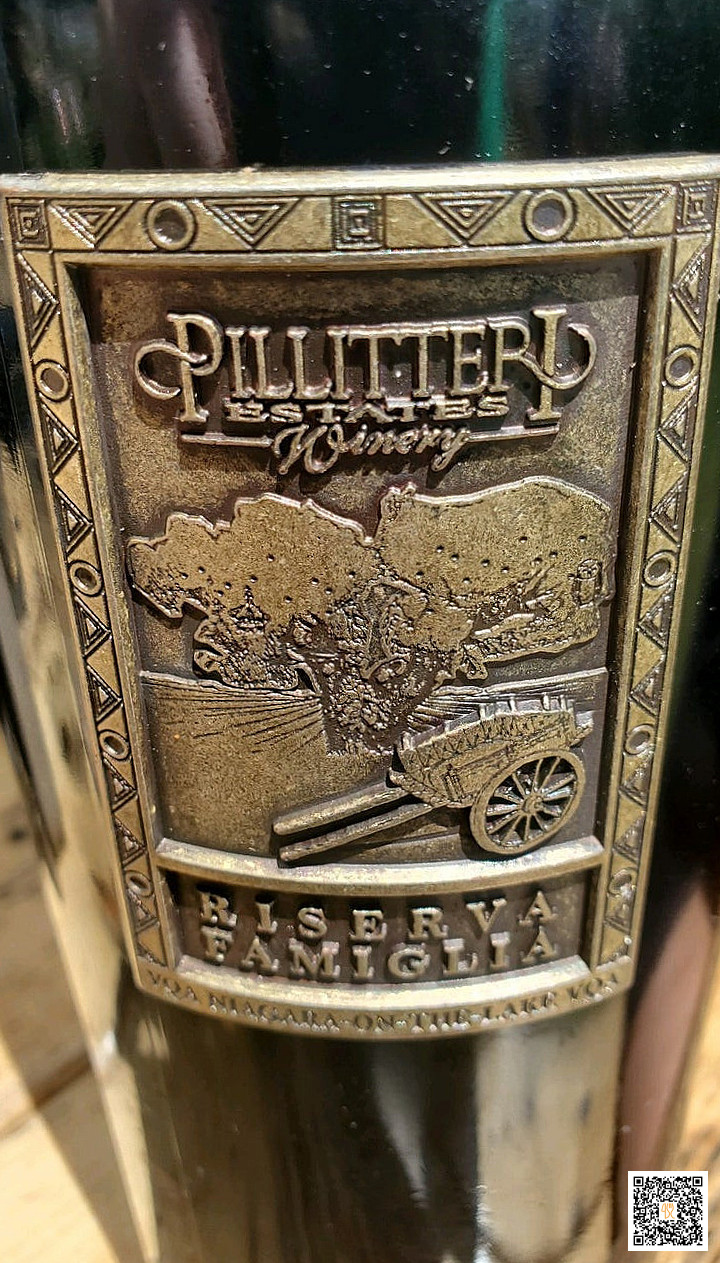 PILLITTERI
ESTATES
Winery
RISERVA
FAMIGLIA
VQA NIAGARA-ON-THE-LAKE VQA